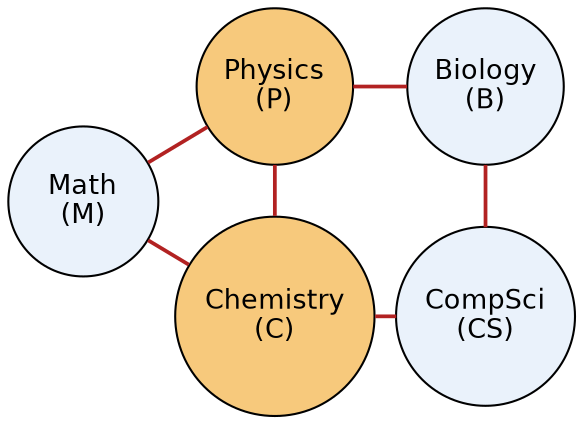 Physics
(P)
Biology
(B)
Math
(M)
Chemistry
(C)
CompSci
(CS)